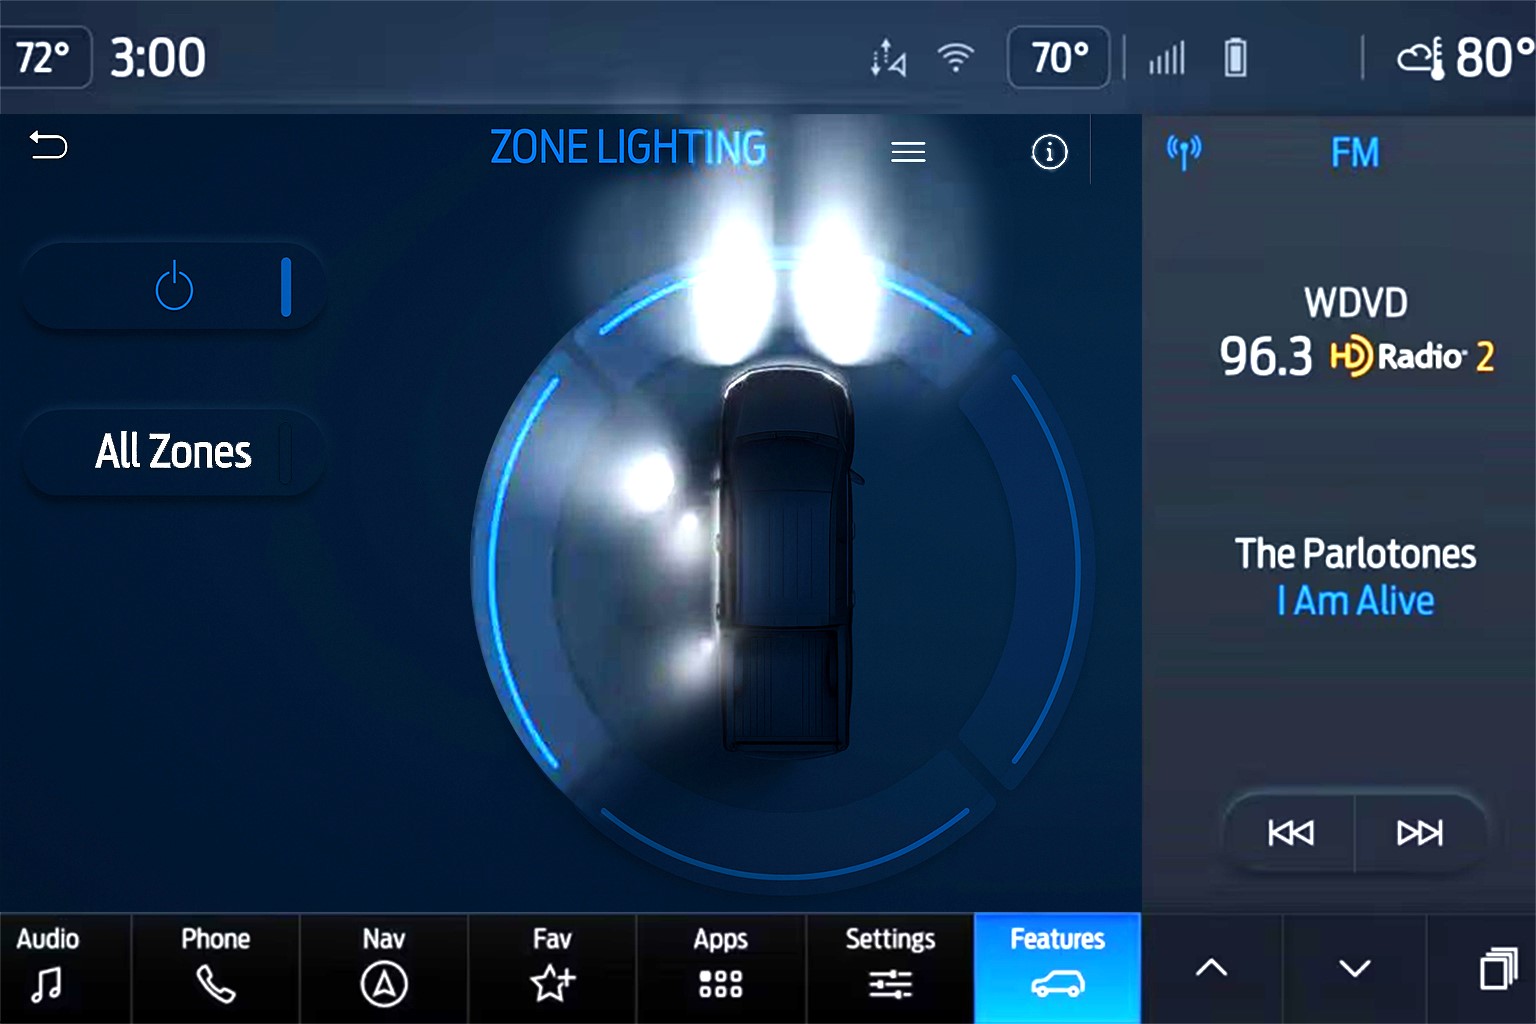 72° 3:00 70° 80°
ZONE LIGHTING
FM
All Zones
WDVD
96.3 HD Radio 2
The Parlotones
I Am Alive
Audio Phone Nav Fav Apps Settings Features